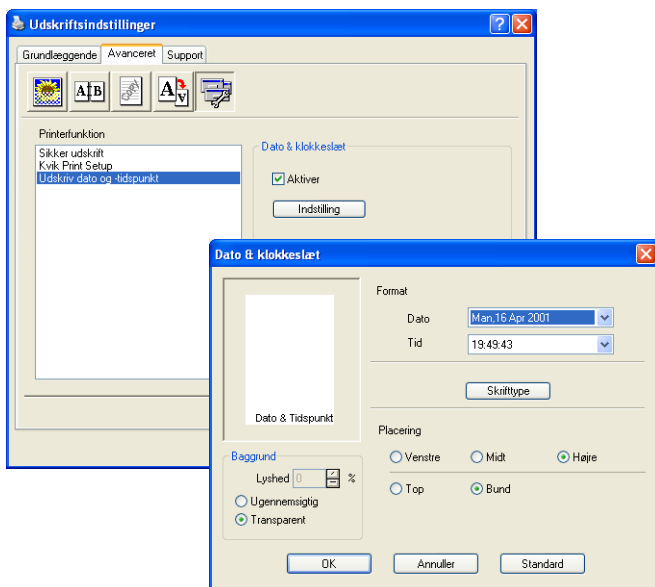 Udskriftsindstillinger
Grundlæggende Avanceret Support
A B
A A
Printerfunktion
Sikker udskrift
Kvik Print Setup
Udskriv dato og -tidspunkt
Dato & klokkeslæt
Aktiver
Indstilling
Dato & klokkeslæt
Dato & Tidspunkt
Format
Dato Man,16 Apr 2001
Tid 19:49:43
Skrifttype
Baggrund
Lyshed 0 %
Ugennemsigtig
Transparent
Placering
Venstre Midt Højre
Top Bund
OK Annuller Standard